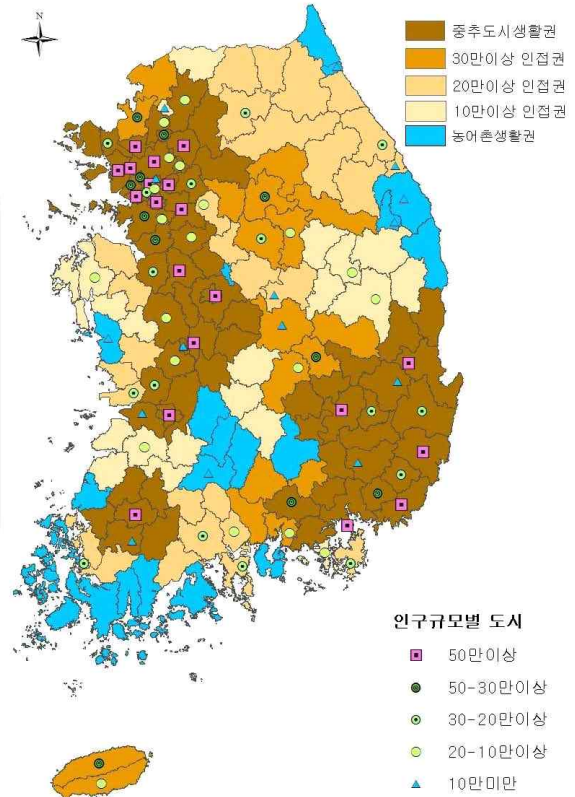 N
중추도시생활권
30만이상 인접권
20만이상 인접권
10만이상 인접권
농어촌생활권
인구규모별 도시
50만이상
50-30만이상
30-20만이상
20-10만이상
10만미만